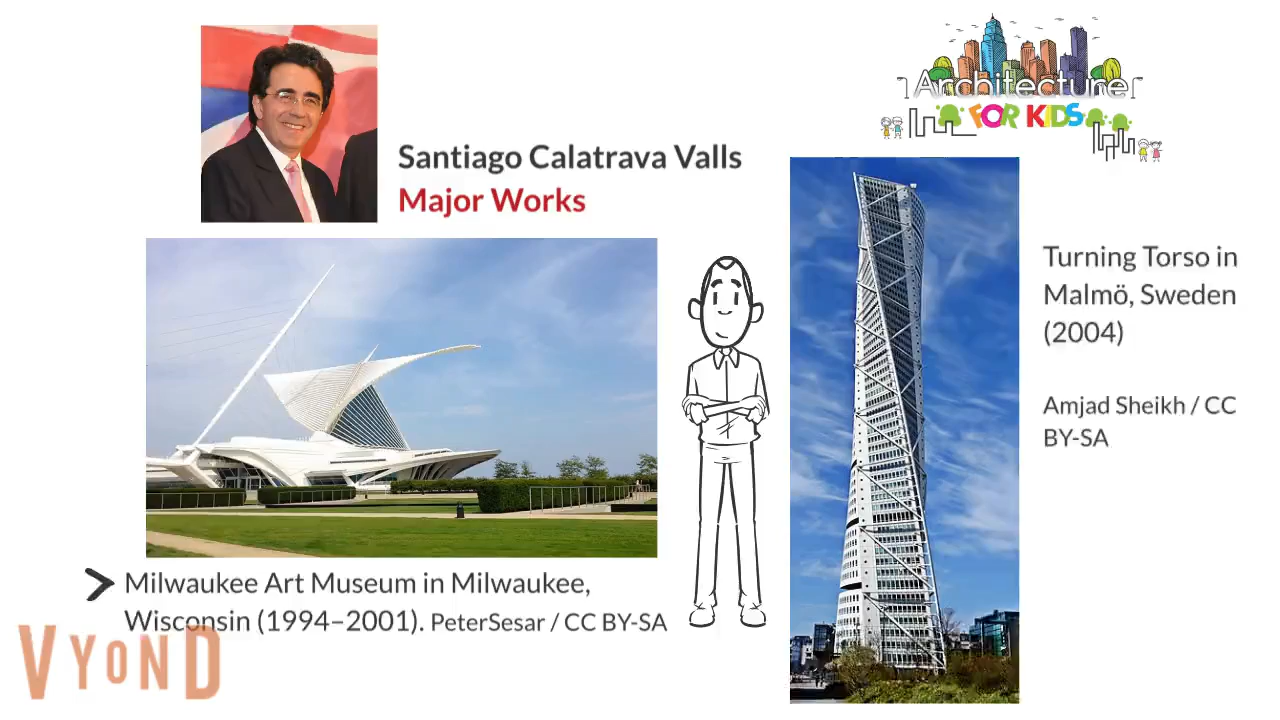 Architecture
FOR KIDS
Santiago Calatrava Valls
Major Works
Turning Torso in
Malmö, Sweden
(2004)
Amjad Sheikh / CC
BY-SA
Milwaukee Art Museum in Milwaukee,
Wisconsin (1994–2001). PeterSesar / CC BY-SA
VYOND